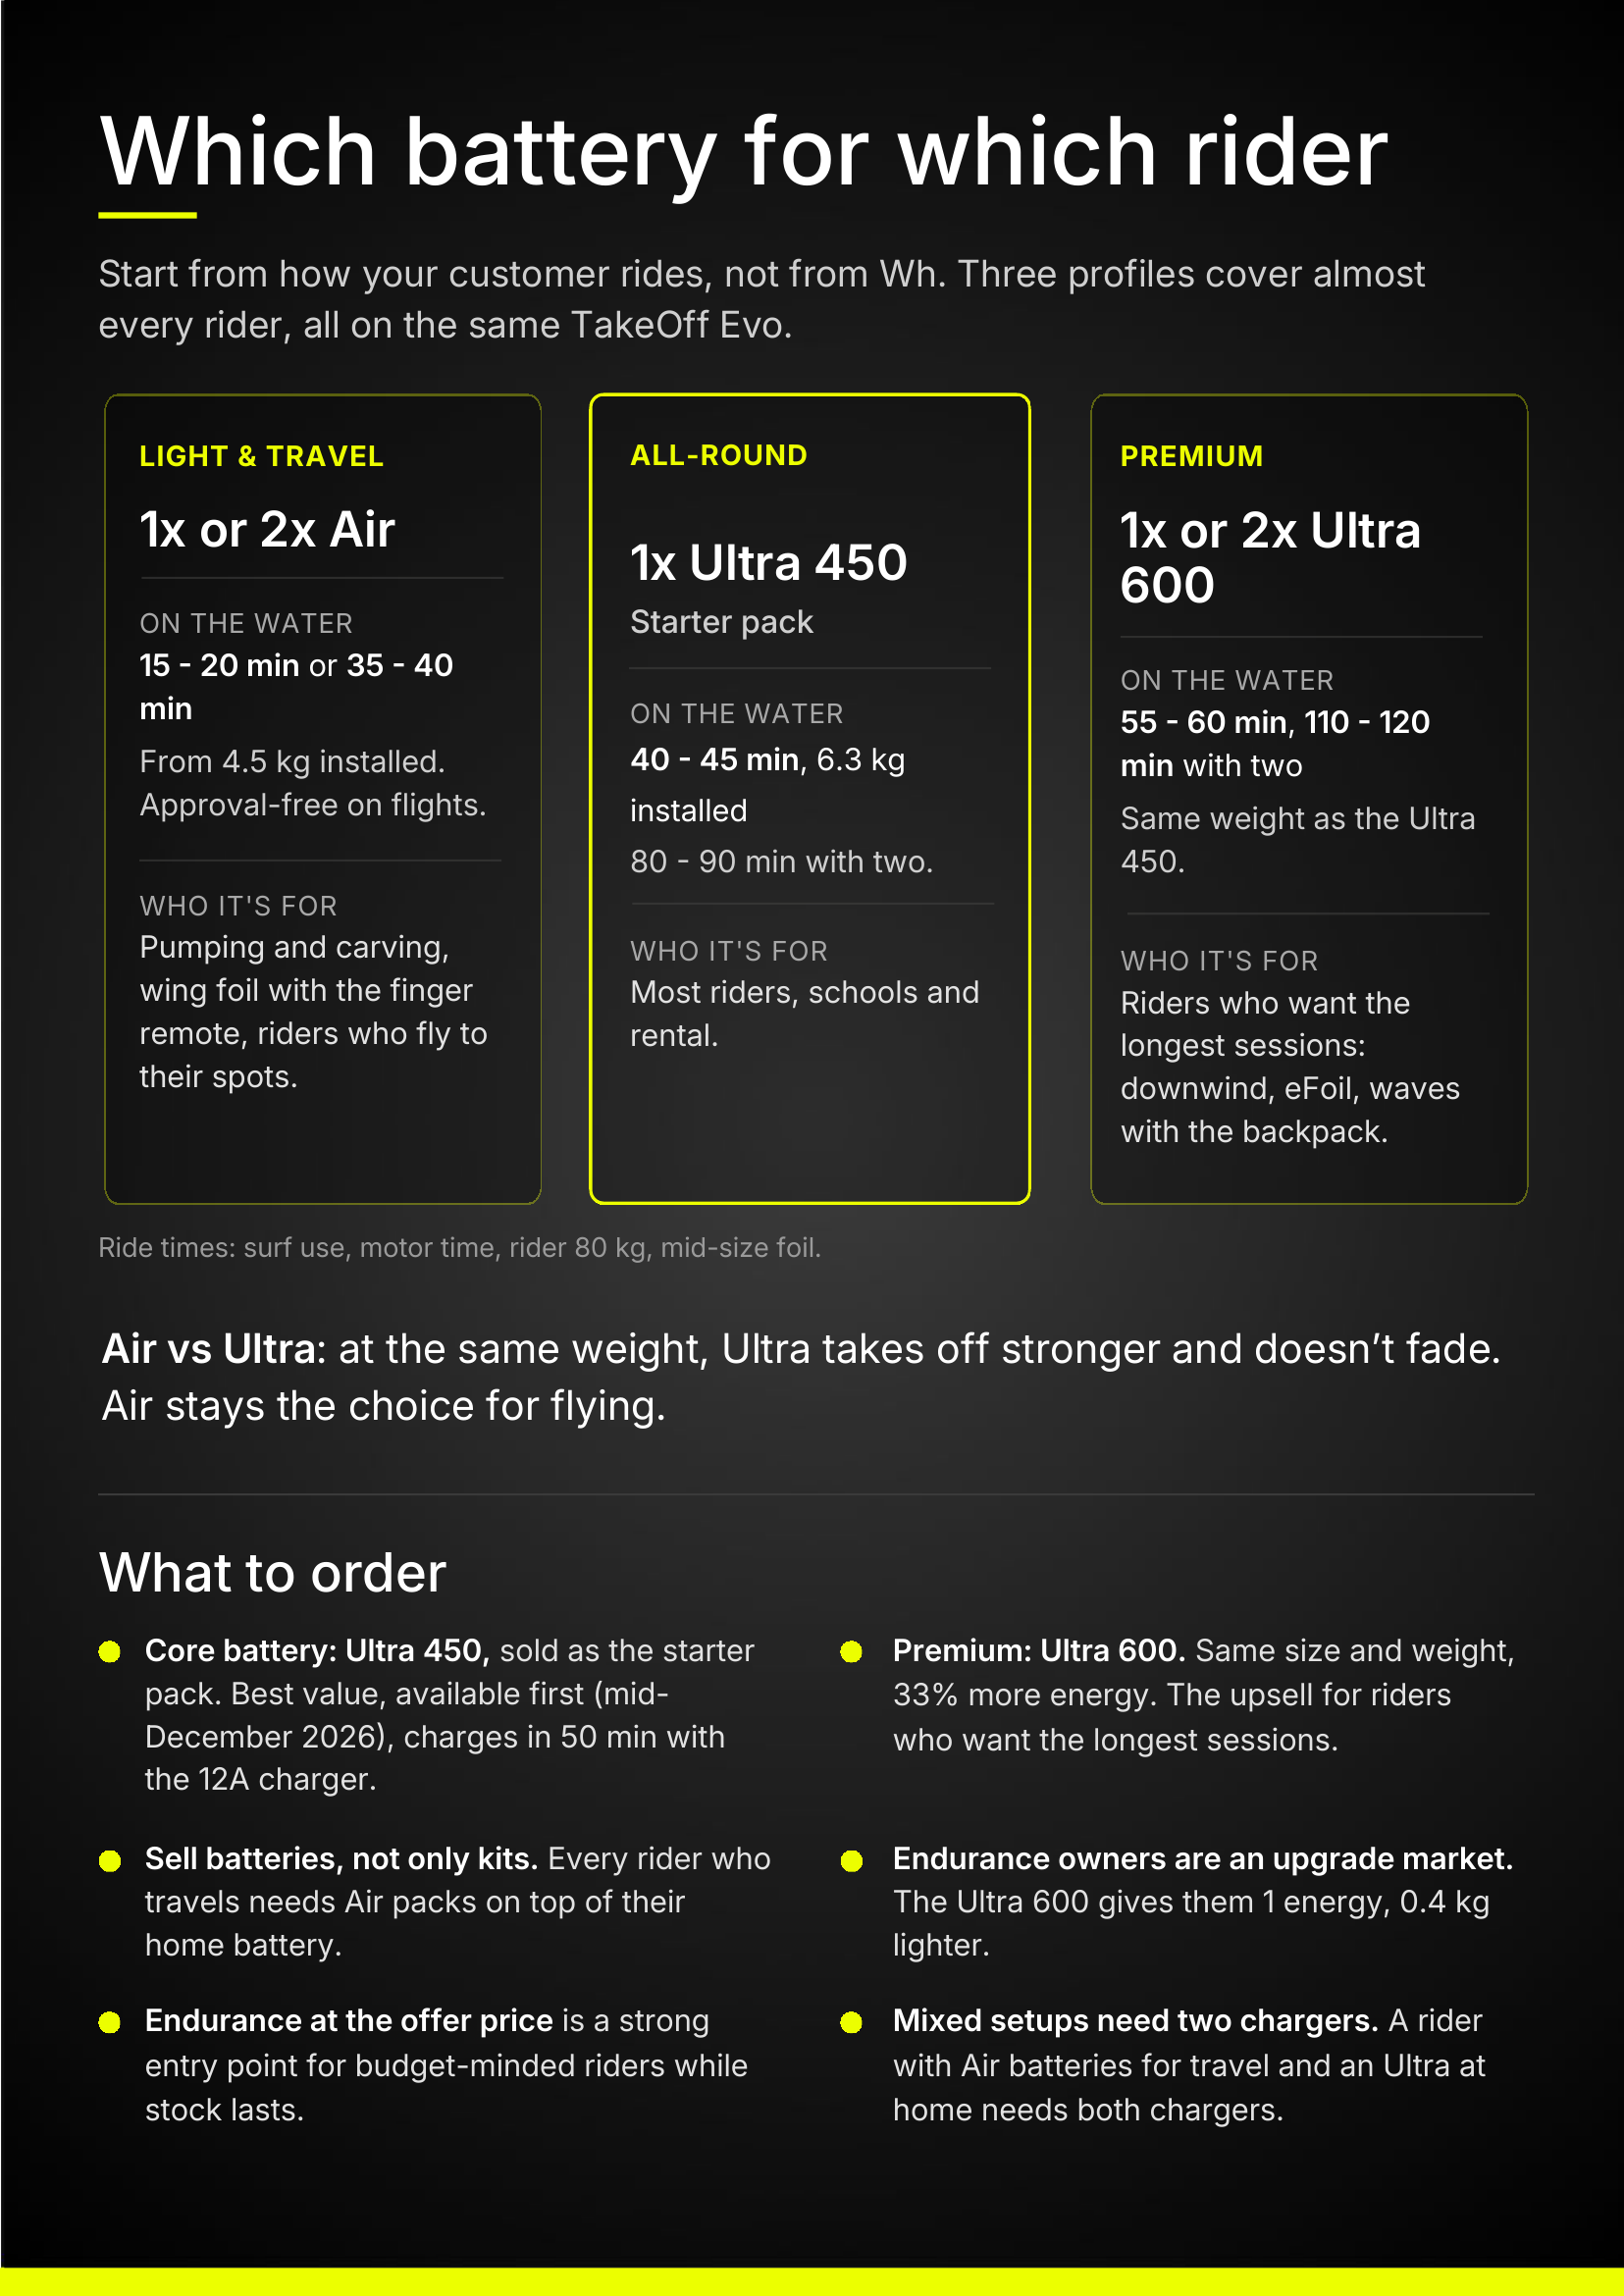 Which battery for which rider
Start from how your customer rides, not from Wh. Three profiles cover almost
every rider, all on the same TakeOff Evo.
LIGHT & TRAVEL
1x or 2x Air
ON THE WATER
15 - 20 min or 35 - 40
min
From 4.5 kg installed.
Approval-free on flights.
WHO IT'S FOR
Pumping and carving,
wing foil with the finger
remote, riders who fly to
their spots.
ALL-ROUND
1x Ultra 450
Starter pack
ON THE WATER
40 - 45 min, 6.3 kg
installed
80 - 90 min with two.
WHO IT'S FOR
Most riders, schools and
rental.
PREMIUM
1x or 2x Ultra
600
ON THE WATER
55 - 60 min, 110 - 120
min with two
Same weight as the Ultra
450.
WHO IT'S FOR
Riders who want the
longest sessions:
downwind, eFoil, waves
with the backpack.
Ride times: surf use, motor time, rider 80 kg, mid-size foil.
Air vs Ultra: at the same weight, Ultra takes off stronger and doesn’t fade.
Air stays the choice for flying.
What to order
Core battery: Ultra 450, sold as the starter
pack. Best value, available first (mid-
December 2026), charges in 50 min with
the 12A charger.
Premium: Ultra 600. Same size and weight,
33% more energy. The upsell for riders
who want the longest sessions.
Sell batteries, not only kits. Every rider who
travels needs Air packs on top of their
home battery.
Endurance owners are an upgrade market.
The Ultra 600 gives them 1 energy, 0.4 kg
lighter.
Endurance at the offer price is a strong
entry point for budget-minded riders while
stock lasts.
Mixed setups need two chargers. A rider
with Air batteries for travel and an Ultra at
home needs both chargers.